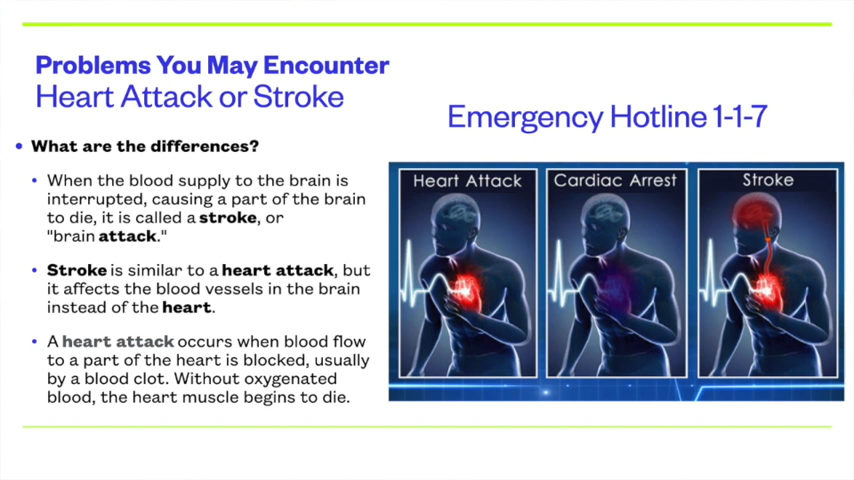 Problems You May Encounter
Heart Attack or Stroke
Emergency Hotline 1-1-7
• What are the differences?
• When the blood supply to the brain is
interrupted, causing a part of the brain
to die, it is called a stroke, or
"brain attack."
• Stroke is similar to a heart attack, but
it affects the blood vessels in the brain
instead of the heart.
• A heart attack occurs when blood flow
to a part of the heart is blocked, usually
by a blood clot. Without oxygenated
blood, the heart muscle begins to die.
Heart Attack
Cardiac Arrest
Stroke